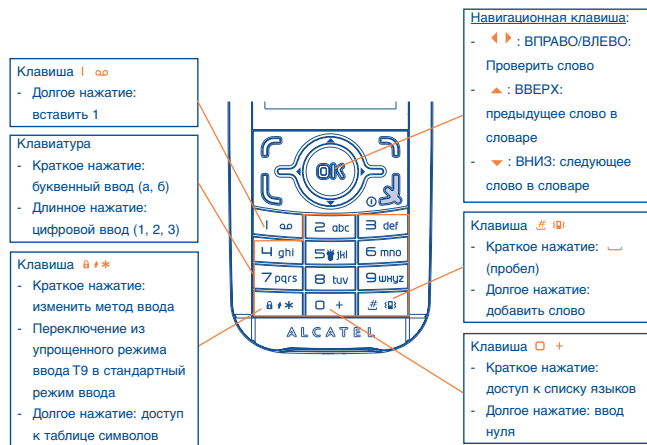 Клавиша
- Долгое нажатие:
вставить 1
Клавиатура
- Краткое нажатие:
буквенный ввод (а, б)
- Длинное нажатие:
цифровой ввод (1, 2, 3)
Клавиша *
- Краткое нажатие:
изменить метод ввода
- Переключение из
упрощенного режима
ввода T9 в стандартный
режим ввода
- Долгое нажатие: доступ
к таблице символов
OK
1
2 abc
3 def
4 ghi
5 jkl
6 mno
7 pqrs
8 tuv
9 wxyz
*
0 +
#
ALCATEL
Навигационная клавиша:
- : ВПРАВО/ВЛЕВО:
Проверить слово
- : ВВЕРХ:
предыдущее слово в
словаре
- : ВНИЗ: следующее
слово в словаре
Клавиша #
- Краткое нажатие:
(пробел)
- Долгое нажатие:
добавить слово
Клавиша 0 +
- Краткое нажатие:
доступ к списку языков
- Долгое нажатие: ввод
нуля